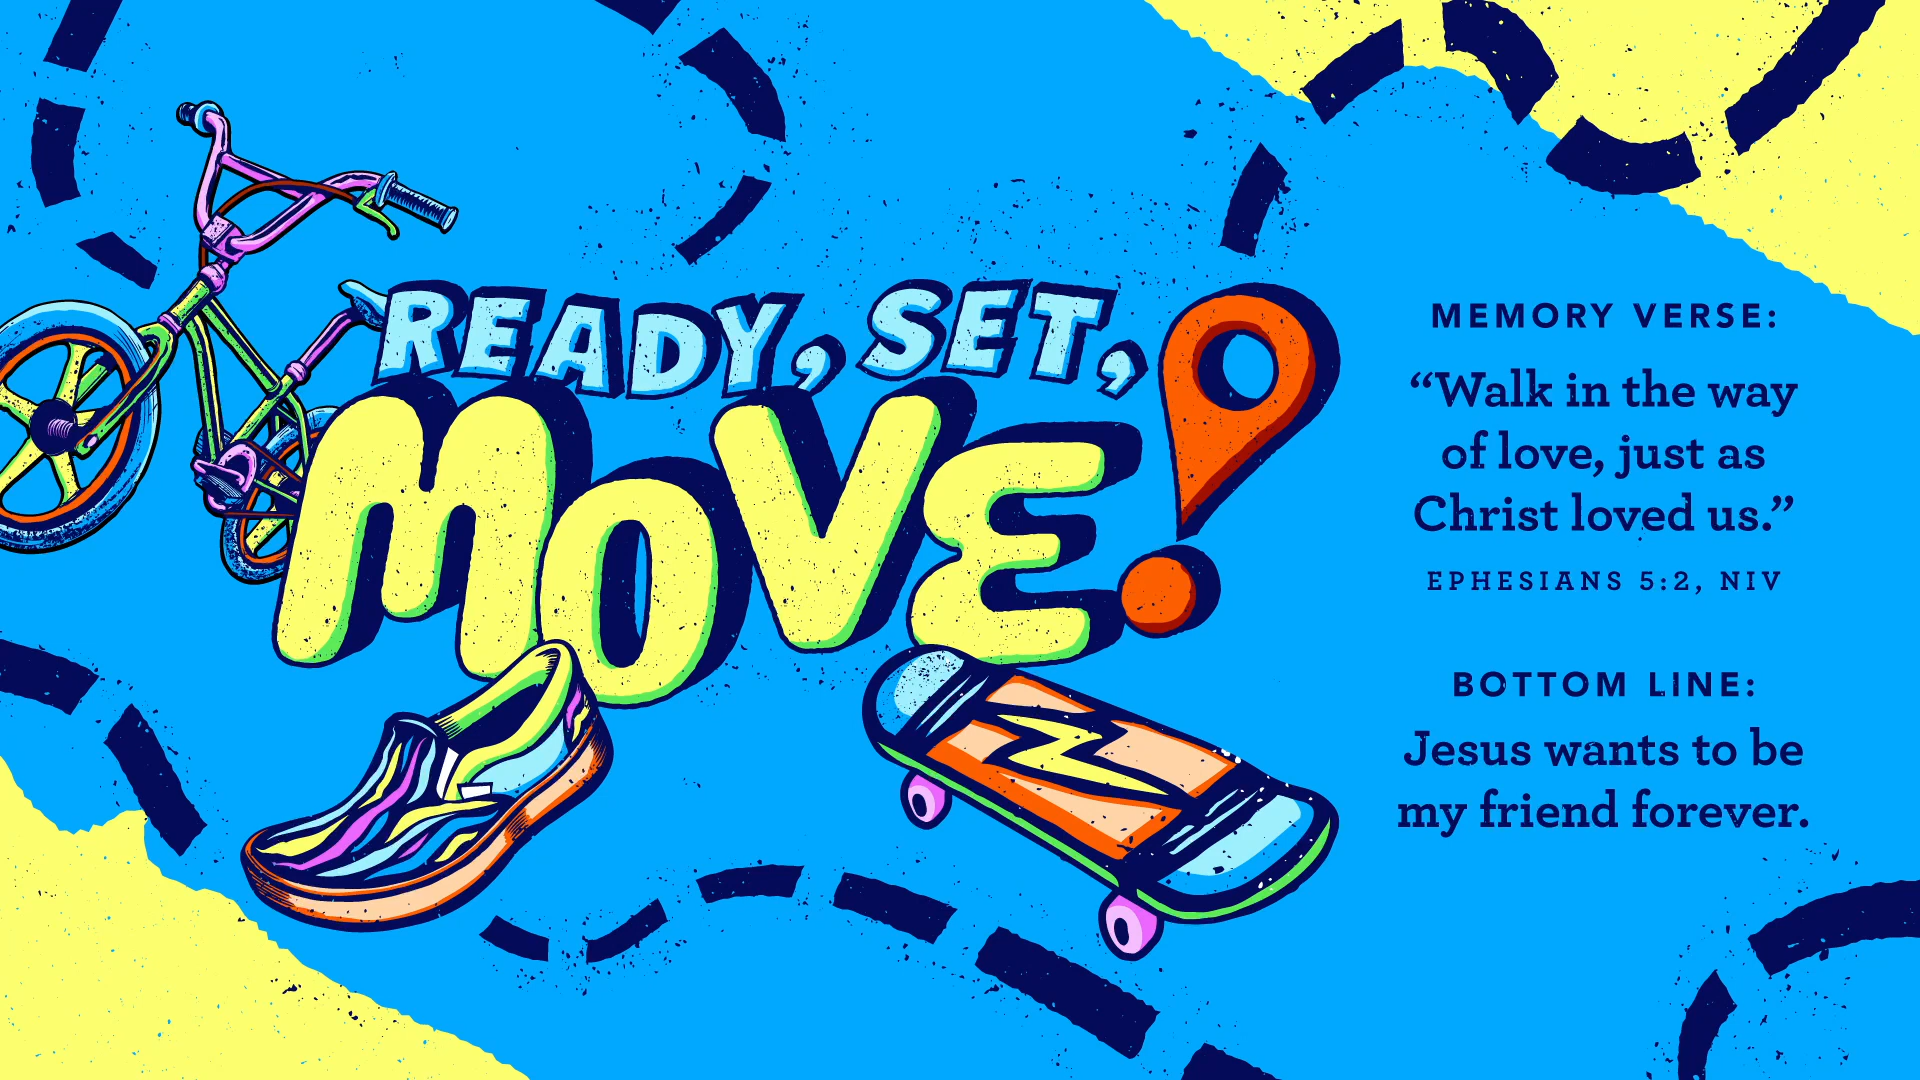 READY, SET,
MOVE!
MEMORY VERSE:
“Walk in the way
of love, just as
Christ loved us.”
EPHESIANS 5:2, NIV
BOTTOM LINE:
Jesus wants to be
my friend forever.